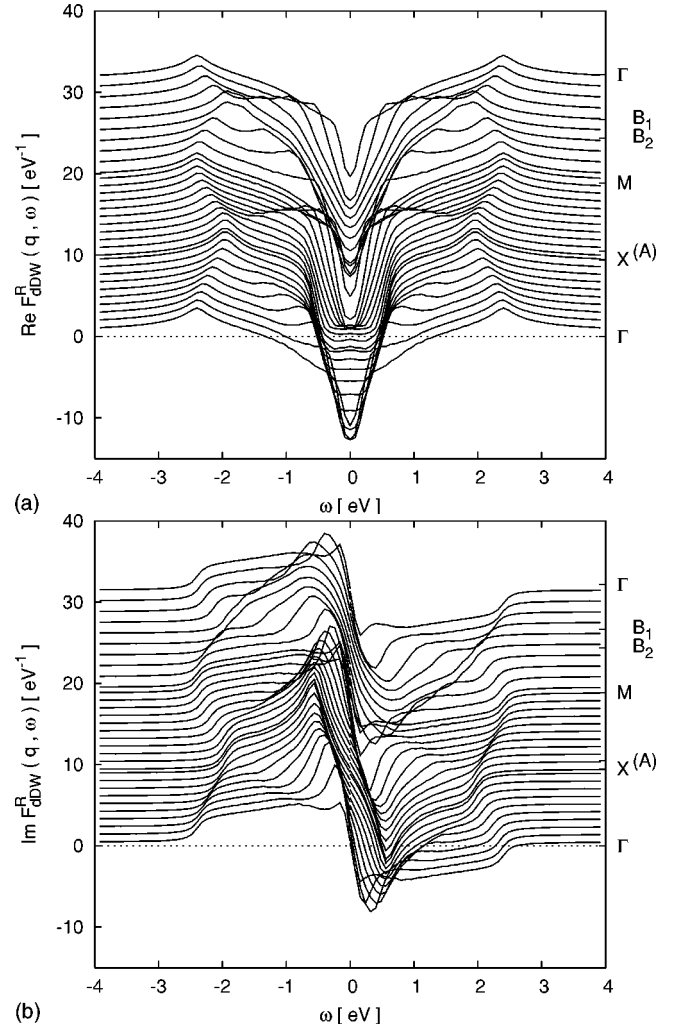 40
30
20
10
0
-10
Re F^R_dDW ( q , ω ) [ eV⁻¹ ]
Γ
B₁
B₂
M
X (A)
Γ
-4 -3 -2 -1 0 1 2 3 4
(a) ω [ eV ]
40
30
20
10
0
-10
Im F^R_dDW ( q , ω ) [ eV⁻¹ ]
Γ
B₁
B₂
M
X (A)
Γ
-4 -3 -2 -1 0 1 2 3 4
(b) ω [ eV ]